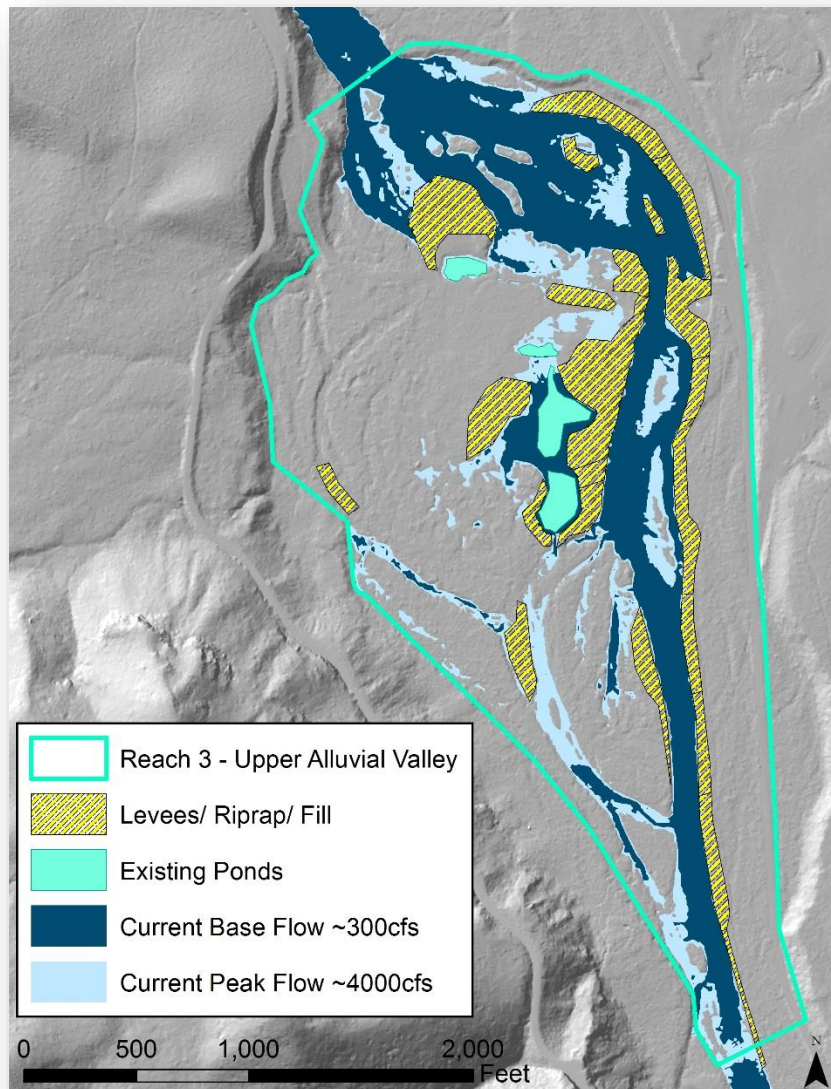 Reach 3 - Upper Alluvial Valley
Levees/ Riprap/ Fill
Existing Ponds
Current Base Flow ~300cfs
Current Peak Flow ~4000cfs
0 500 1,000 2,000
Feet
N